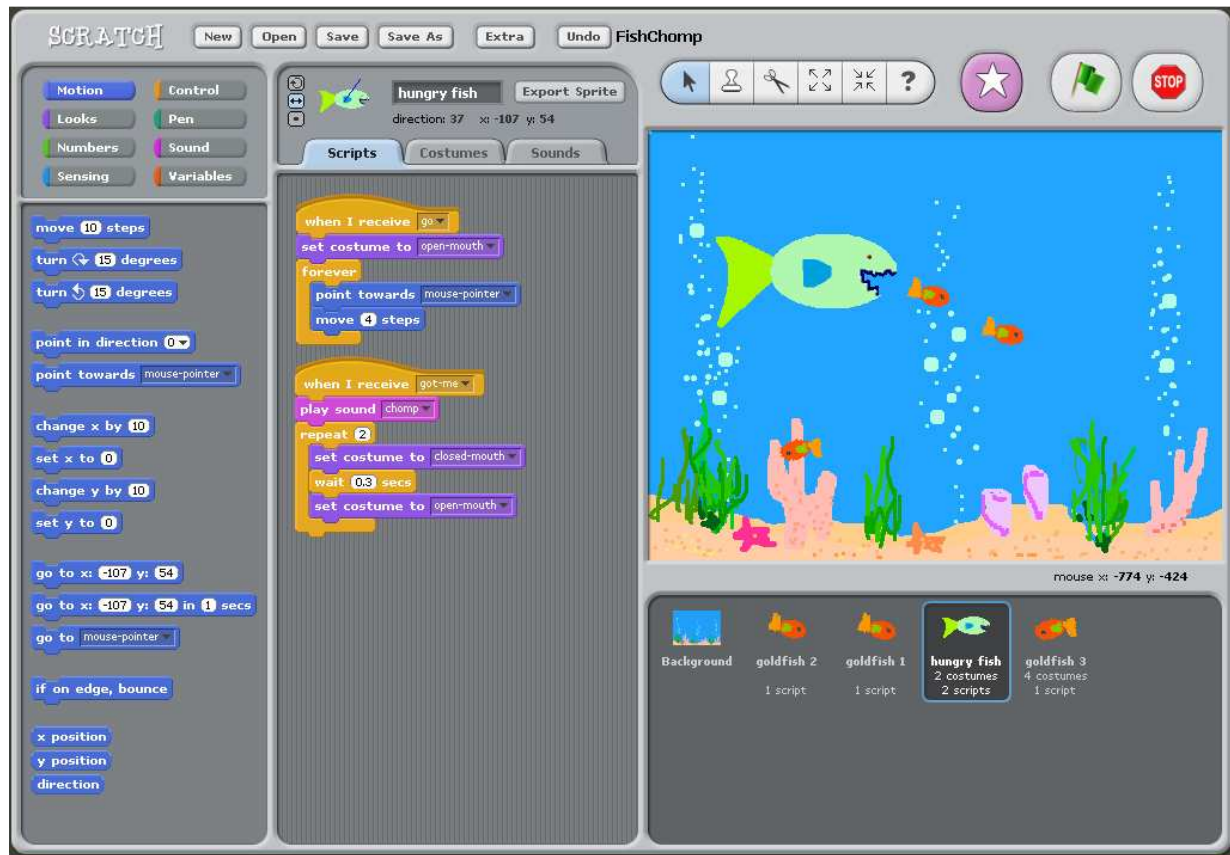 SCRATCH New Open Save Save As Extra Undo FishChomp
Motion Control
Looks Pen
Numbers Sound
Sensing Variables
move 10 steps
turn 15 degrees
turn 15 degrees
point in direction 0
point towards mouse-pointer
change x by 10
set x to 0
change y by 10
set y to 0
go to x: -107 y: 54
go to x: -107 y: 54 in 1 secs
go to mouse-pointer
if on edge, bounce
x position
y position
direction
hungry fish Export Sprite
direction: 37 x: -107 y: 54
Scripts Costumes Sounds
when I receive go
set costume to open-mouth
forever
point towards mouse-pointer
move 4 steps
when I receive got-me
play sound chomp
repeat 2
set costume to closed-mouth
wait 0.3 secs
set costume to open-mouth
?
STOP
mouse x: -774 y: -424
Background goldfish 2 goldfish 1 hungry fish goldfish 3
2 costumes 4 costumes
1 script 1 script 2 scripts 1 script